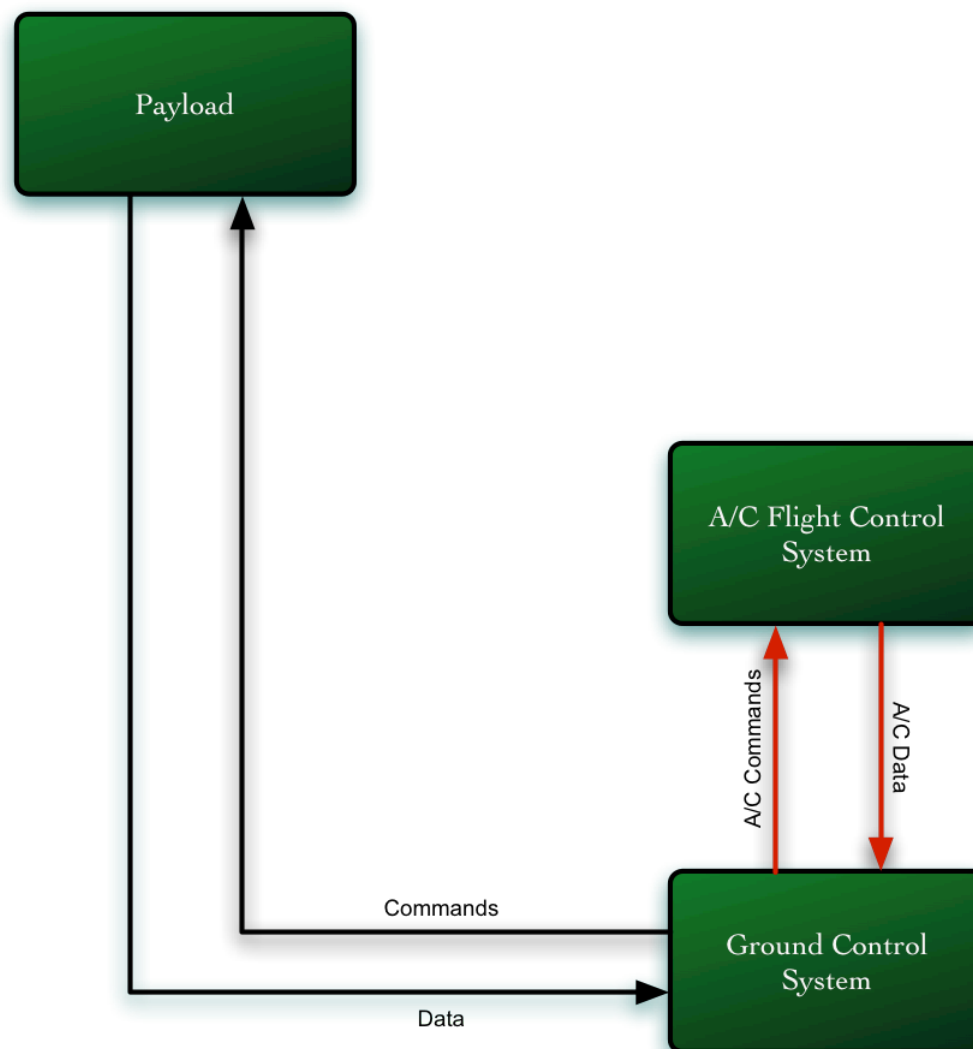 Payload
A/C Flight Control
System
A/C Commands
A/C Data
Commands
Ground Control
System
Data